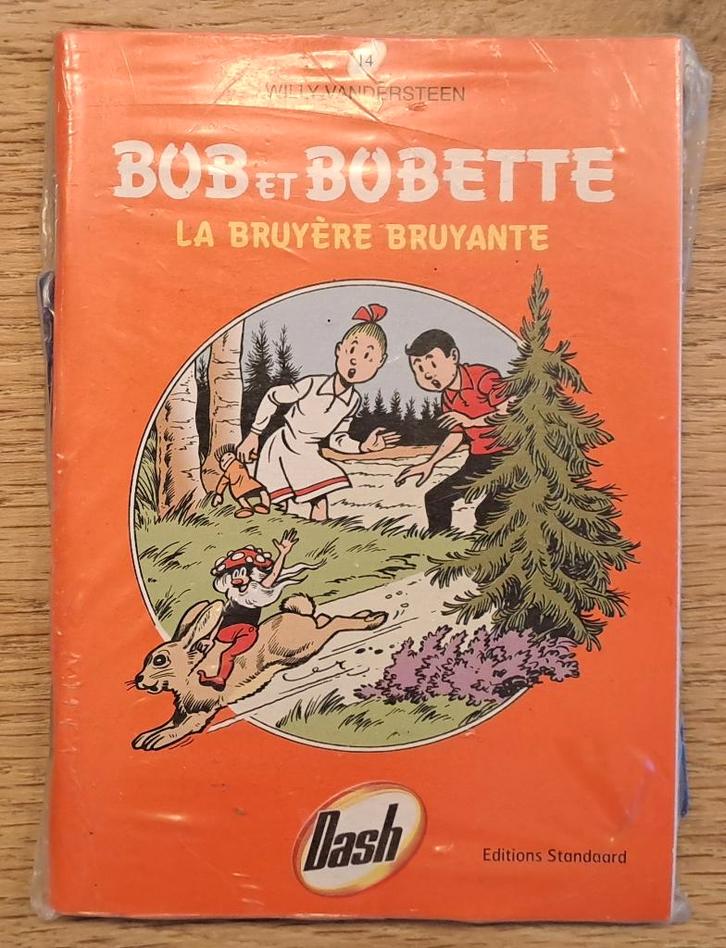 14
WILLY VANDERSTEEN
BOB ET BOBETTE
LA BRUYÈRE BRUYANTE
Dash
Editions Standaard